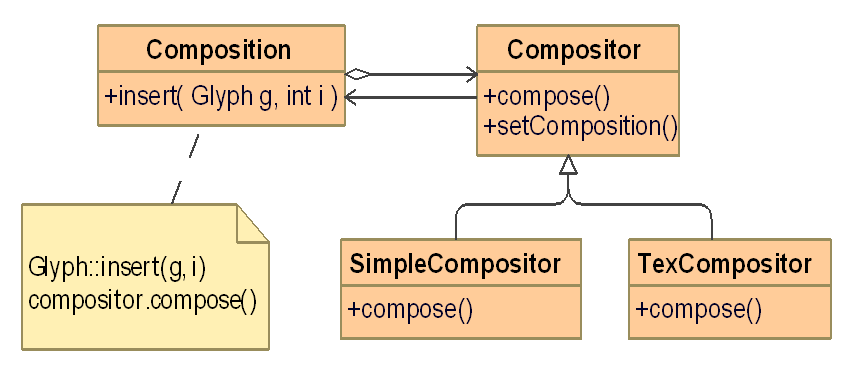 Composition
+insert( Glyph g, int i )
Compositor
+compose()
+setComposition()
Glyph::insert(g, i)
compositor.compose()
SimpleCompositor
+compose()
TexCompositor
+compose()